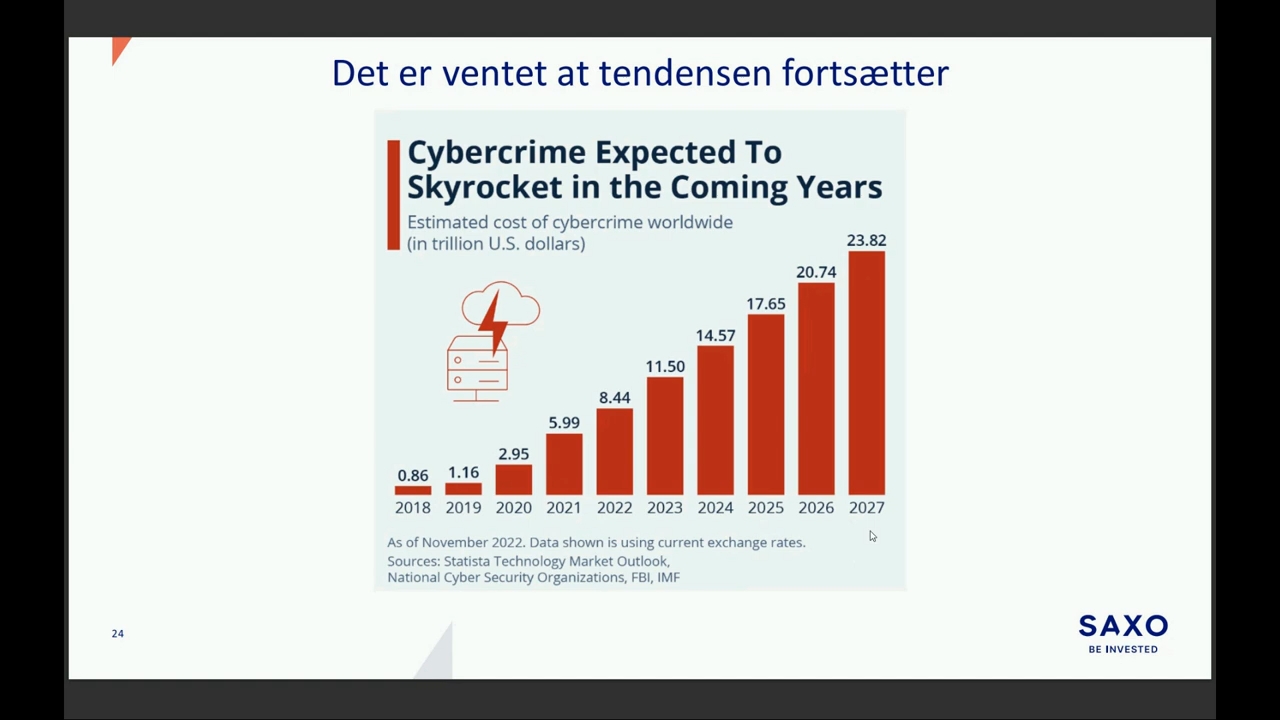 Det er ventet at tendensen fortsætter
Cybercrime Expected To
Skyrocket in the Coming Years
Estimated cost of cybercrime worldwide
(in trillion U.S. dollars)
0.86
1.16
2.95
5.99
8.44
11.50
14.57
17.65
20.74
23.82
2018 2019 2020 2021 2022 2023 2024 2025 2026 2027
As of November 2022. Data shown is using current exchange rates.
Sources: Statista Technology Market Outlook,
National Cyber Security Organizations, FBI, IMF
24
SAXO
BE INVESTED